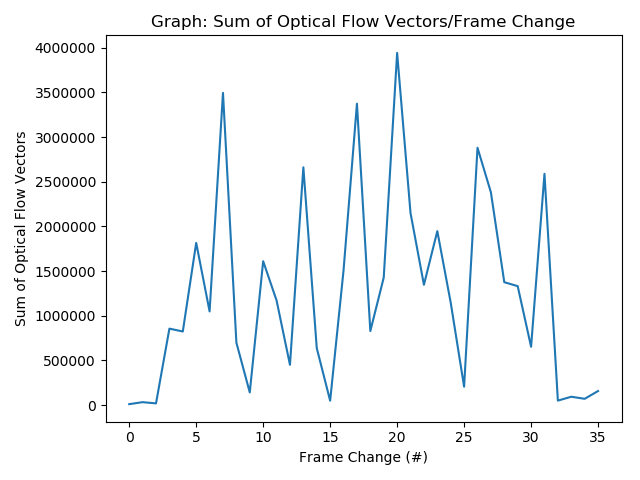 Graph: Sum of Optical Flow Vectors/Frame Change
4000000
3500000
3000000
2500000
2000000
1500000
1000000
500000
0
Sum of Optical Flow Vectors
0 5 10 15 20 25 30 35
Frame Change (#)